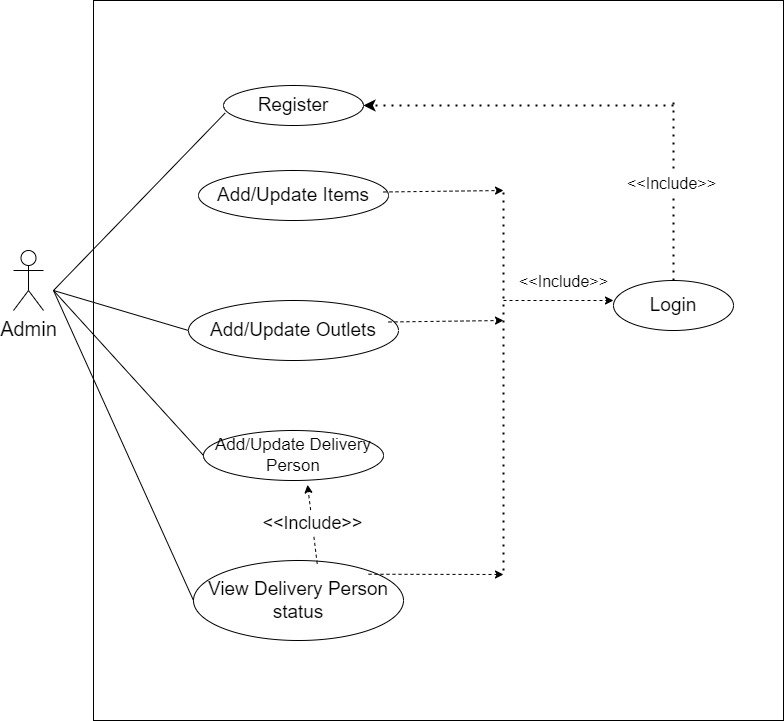 Register
<<Include>>
Add/Update Items
<<Include>>
Login
Admin
Add/Update Outlets
Add/Update Delivery
Person
<<Include>>
View Delivery Person
status